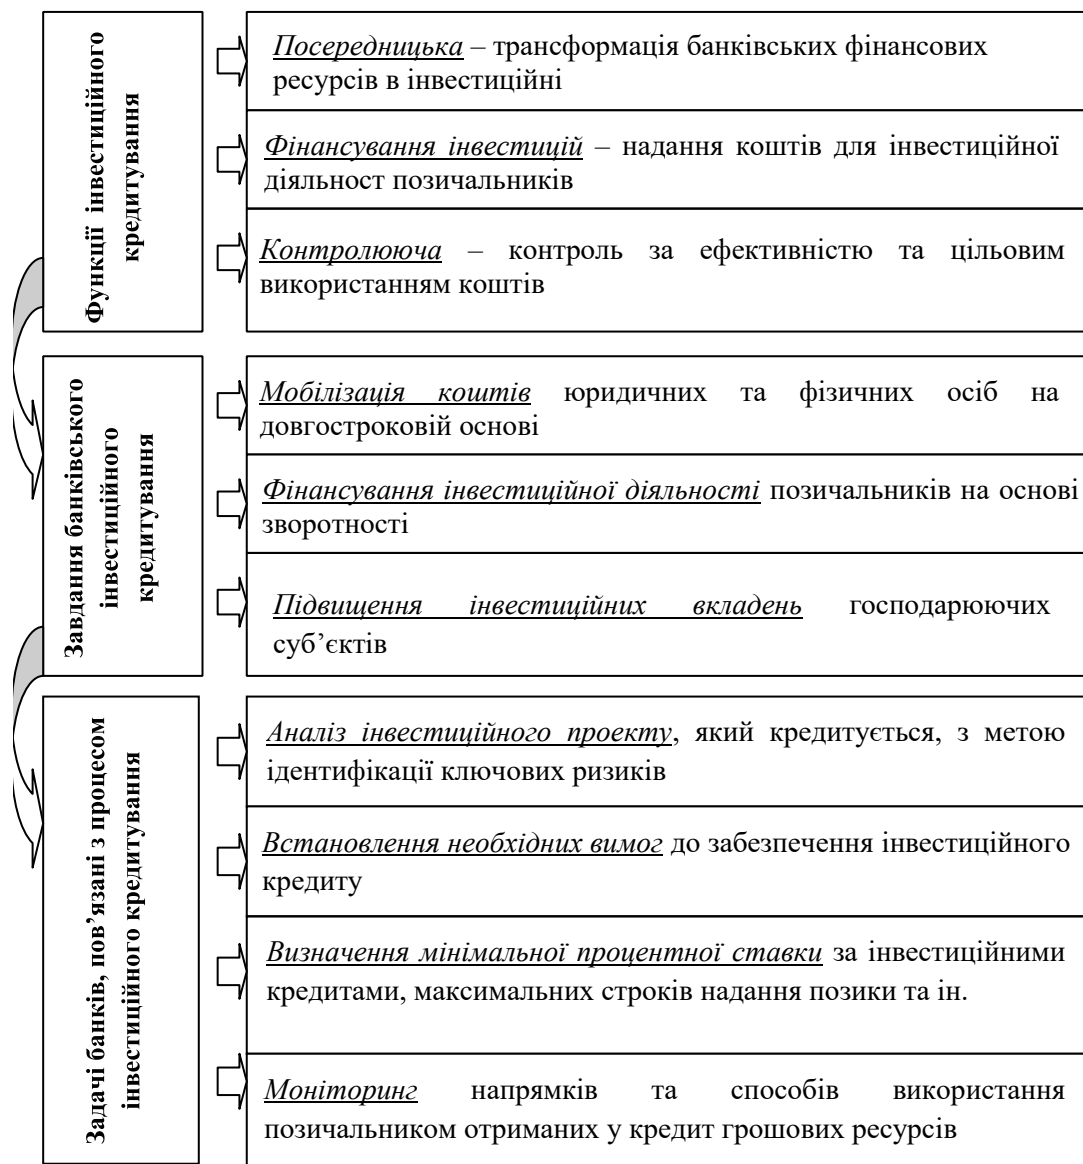 Функції інвестиційного
кредитування
Посередницька – трансформація банківських фінансових
ресурсів в інвестиційні
Фінансування інвестицій – надання коштів для інвестиційної
діяльност позичальників
Контролююча – контроль за ефективністю та цільовим
використанням коштів
Завдання банківського
інвестиційного
кредитування
Мобілізація коштів юридичних та фізичних осіб на
довгостроковій основі
Фінансування інвестиційної діяльності позичальників на основі
зворотності
Підвищення інвестиційних вкладень господарюючих
суб’єктів
Задачі банків, пов’язані з процесом
інвестиційного кредитування
Аналіз інвестиційного проекту, який кредитується, з метою
ідентифікації ключових ризиків
Встановлення необхідних вимог до забезпечення інвестиційного
кредиту
Визначення мінімальної процентної ставки за інвестиційними
кредитами, максимальних строків надання позики та ін.
Моніторинг напрямків та способів використання
позичальником отриманих у кредит грошових ресурсів